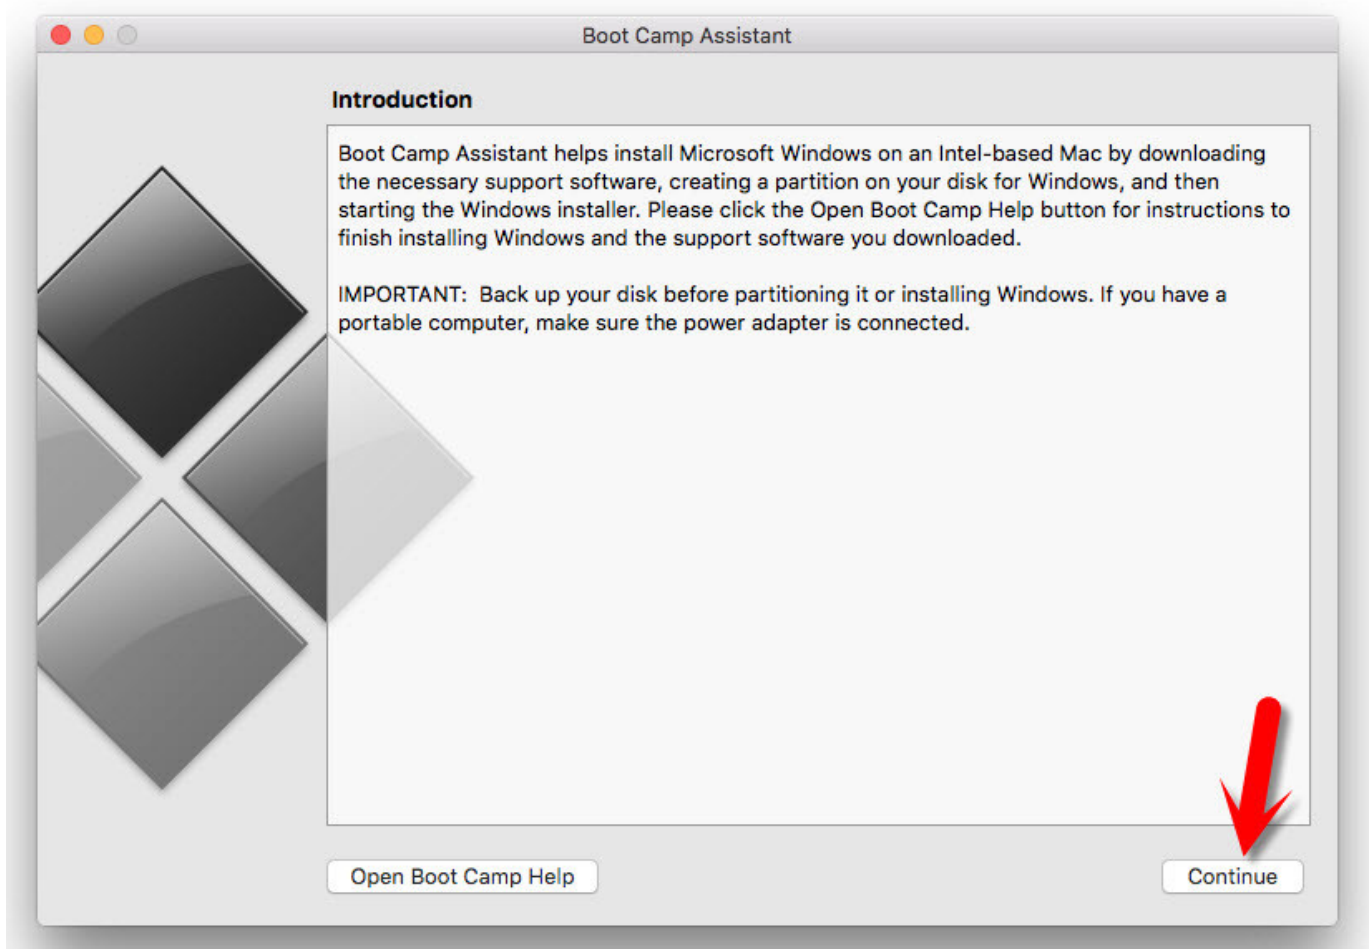 Boot Camp Assistant
Introduction
Boot Camp Assistant helps install Microsoft Windows on an Intel-based Mac by downloading
the necessary support software, creating a partition on your disk for Windows, and then
starting the Windows installer. Please click the Open Boot Camp Help button for instructions to
finish installing Windows and the support software you downloaded.
IMPORTANT:  Back up your disk before partitioning it or installing Windows. If you have a
portable computer, make sure the power adapter is connected.
Open Boot Camp Help
Continue